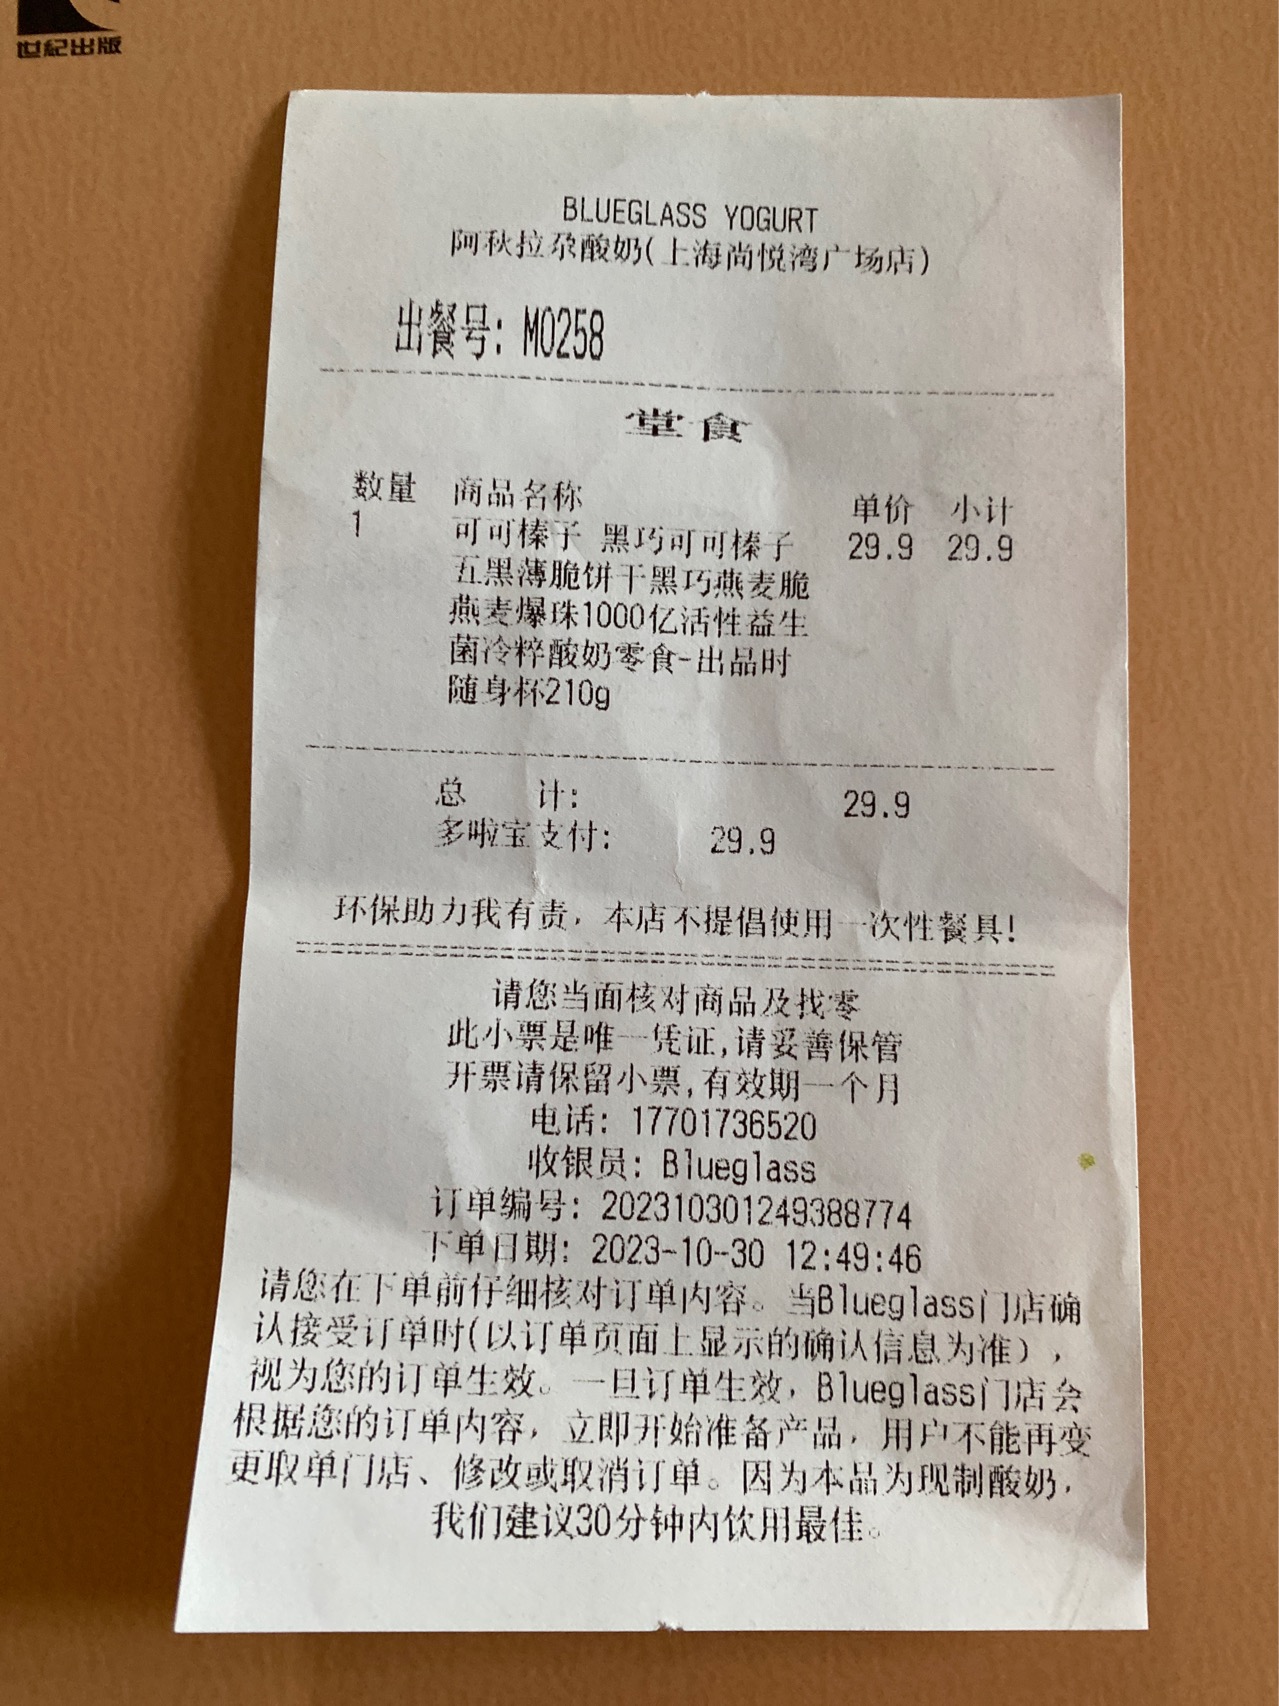 世紀出版
BLUEGLASS YOGURT
阿秋拉尕酸奶(上海尚悦湾广场店)
出餐号: M0258
堂食
数量 商品名称 单价 小计
1 可可榛子 黑巧可可榛子 29.9 29.9
五黑薄脆饼干黑巧燕麦脆
燕麦爆珠1000亿活性益生
菌冷粹酸奶零食-出品时
随身杯210g
总 计: 29.9
多啦宝支付: 29.9
环保助力我有责，本店不提倡使用一次性餐具!
请您当面核对商品及找零
此小票是唯一凭证,请妥善保管
开票请保留小票,有效期一个月
电话: 17701736520
收银员: Blueglass
订单编号: 202310301249388774
下单日期: 2023-10-30 12:49:46
请您在下单前仔细核对订单内容。当Blueglass门店确
认接受订单时(以订单页面上显示的确认信息为准)，
视为您的订单生效。一旦订单生效，Blueglass门店会
根据您的订单内容，立即开始准备产品，用户不能再变
更取单门店、修改或取消订单。因为本品为现制酸奶，
我们建议30分钟内饮用最佳。